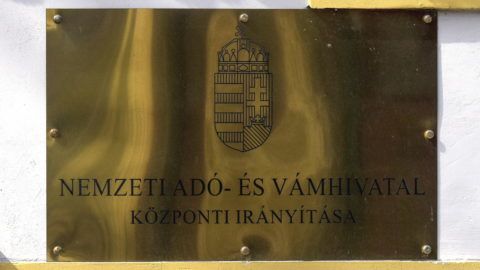 NEMZETI ADÓ- ÉS VÁMHIVATAL
KÖZPONTI IRÁNYÍTÁSA